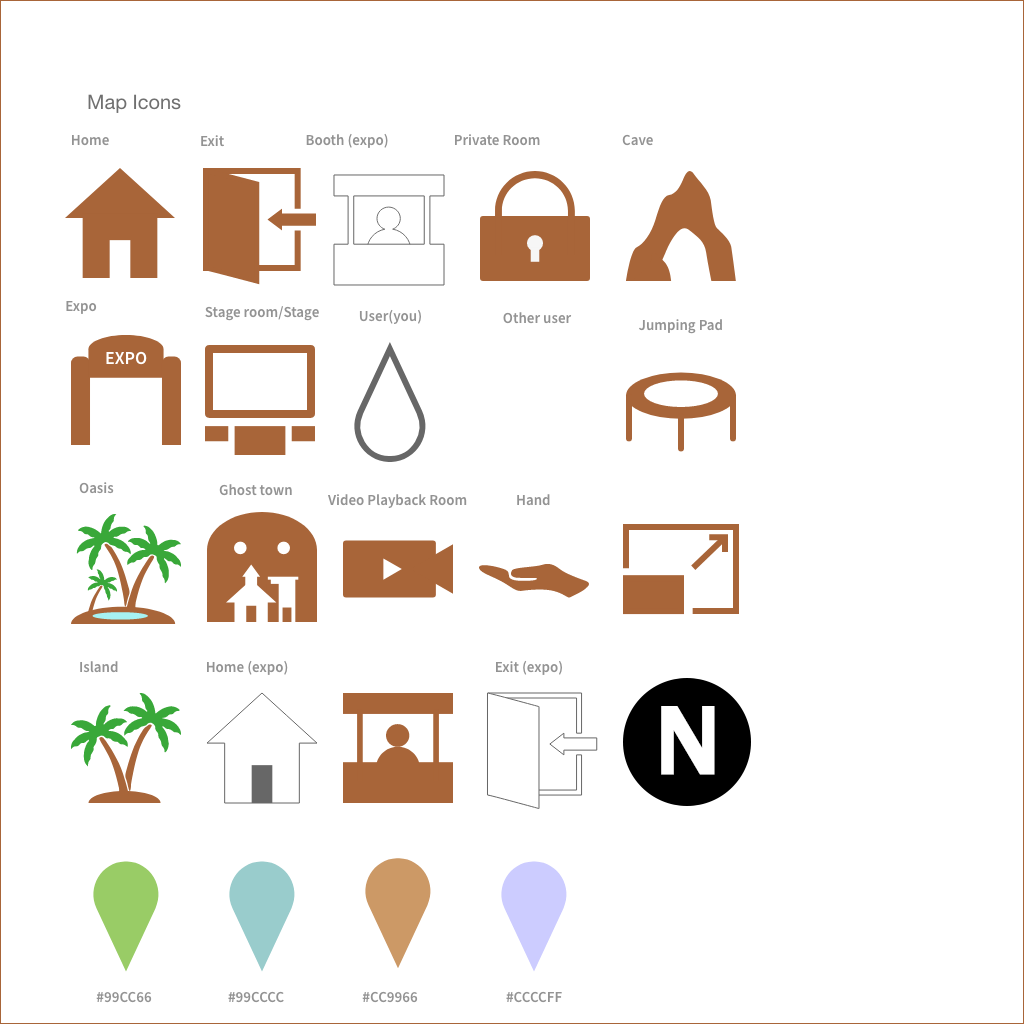 Map Icons
Home
Exit
Booth (expo)
Private Room
Cave
Expo
Stage room/Stage
User(you)
Other user
Jumping Pad
EXPO
Oasis
Ghost town
Video Playback Room
Hand
Island
Home (expo)
Exit (expo)
N
#99CC66
#99CCCC
#CC9966
#CCCCFF